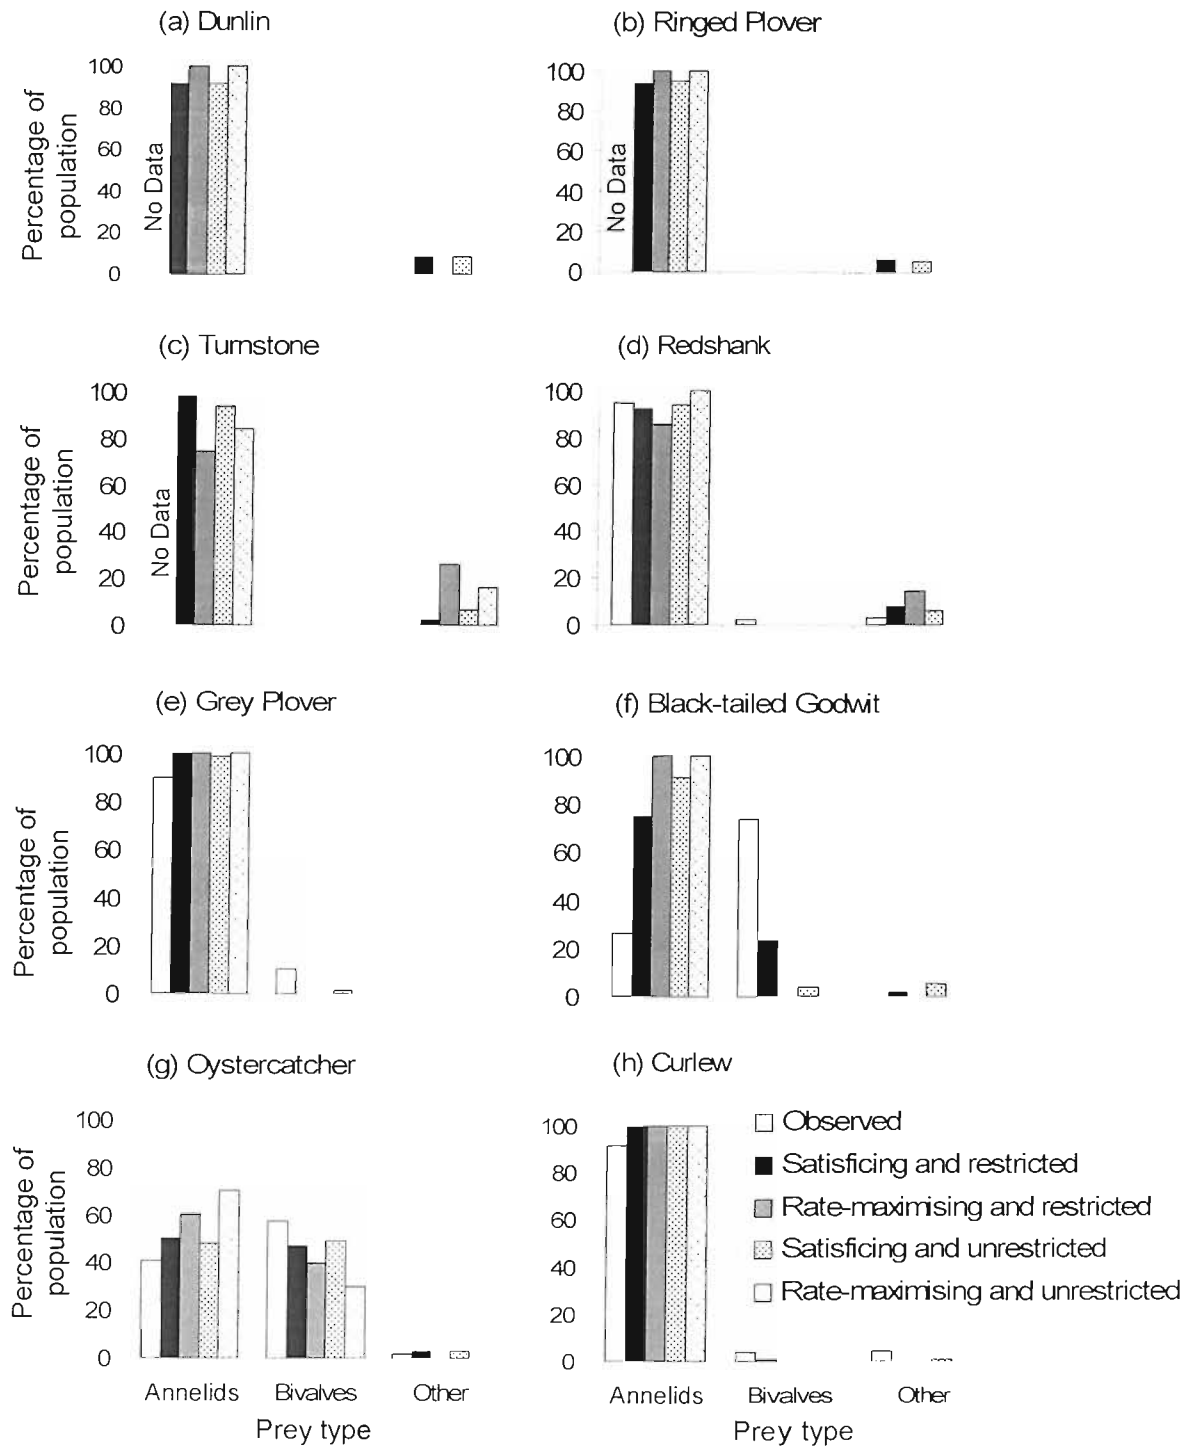 (a) Dunlin
(b) Ringed Plover
Percentage of
population
100
80
60
40
20
0
No Data
100
80
60
40
20
0
No Data
(c) Turnstone
(d) Redshank
Percentage of
population
100
80
60
40
20
0
No Data
100
80
60
40
20
0
(e) Grey Plover
(f) Black-tailed Godwit
Percentage of
population
100
80
60
40
20
0
100
80
60
40
20
0
(g) Oystercatcher
(h) Curlew
Percentage of
population
100
80
60
40
20
0
Annelids Bivalves Other
Prey type
100
80
60
40
20
0
Observed
Satisficing and restricted
Rate-maximising and restricted
Satisficing and unrestricted
Rate-maximising and unrestricted
Annelids Bivalves Other
Prey type